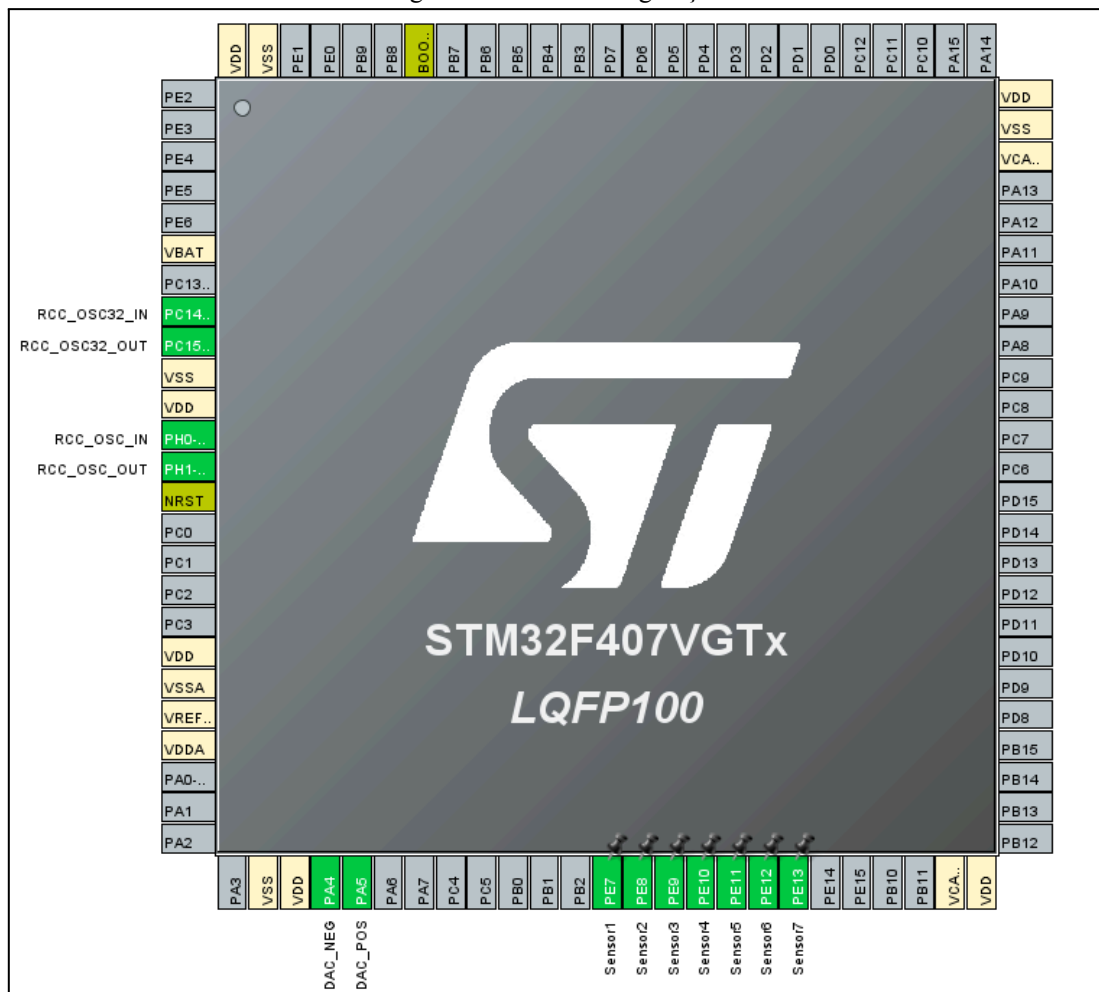 VDD
VSS
PE1
PE0
PB9
PB8
BOO..
PB7
PB6
PB5
PB4
PB3
PD7
PD6
PD5
PD4
PD3
PD2
PD1
PD0
PC12
PC11
PC10
PA15
PA14
PE2
PE3
PE4
PE5
PE6
VBAT
PC13..
RCC_OSC32_IN PC14..
RCC_OSC32_OUT PC15..
VSS
VDD
RCC_OSC_IN PH0-..
RCC_OSC_OUT PH1-..
NRST
PC0
PC1
PC2
PC3
VDD
VSSA
VREF..
VDDA
PA0-..
PA1
PA2
VDD
VSS
VCA..
PA13
PA12
PA11
PA10
PA9
PA8
PC9
PC8
PC7
PC6
PD15
PD14
PD13
PD12
PD11
PD10
PD9
PD8
PB15
PB14
PB13
PB12
ST
STM32F407VGTx
LQFP100
PA3
VSS
VDD
PA4
PA5
PA6
PA7
PC4
PC5
PB0
PB1
PB2
PE7
PE8
PE9
PE10
PE11
PE12
PE13
PE14
PE15
PB10
PB11
VCA..
VDD
DAC_NEG
DAC_POS
Sensor1
Sensor2
Sensor3
Sensor4
Sensor5
Sensor6
Sensor7